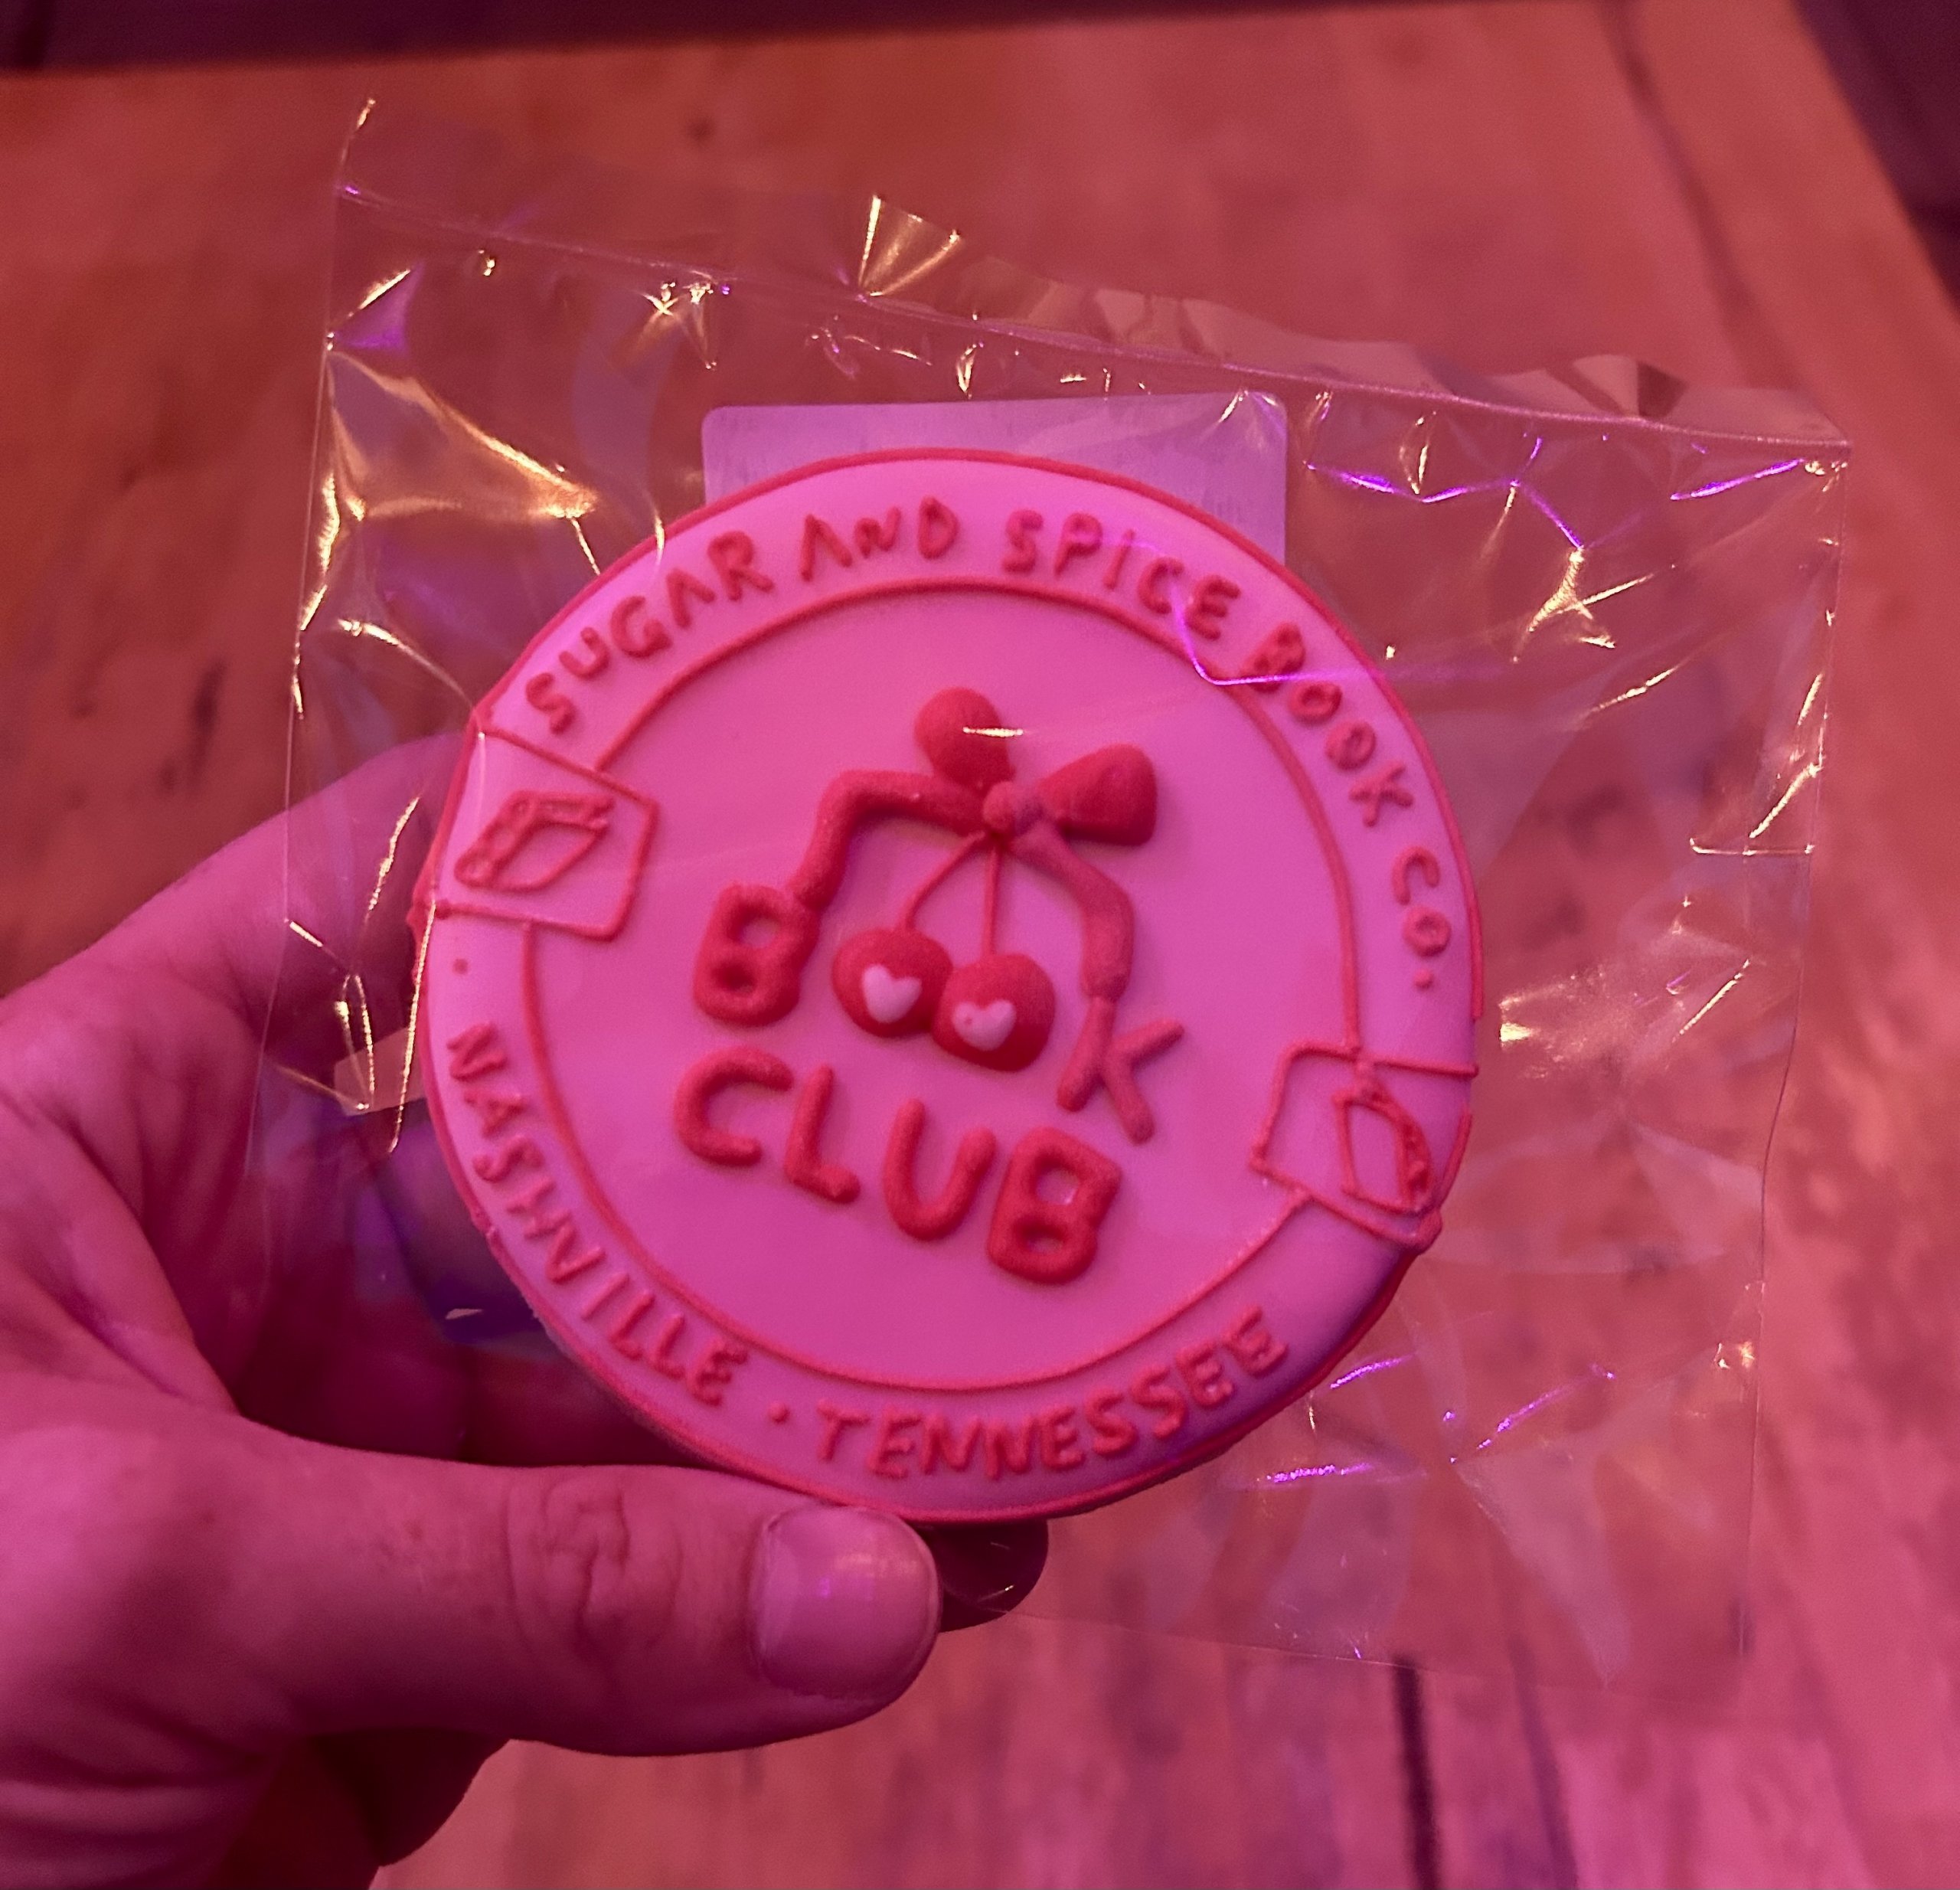 SUGAR AND SPICE BOOK CO.
BOOK
CLUB
· NASHVILLE · TENNESSEE